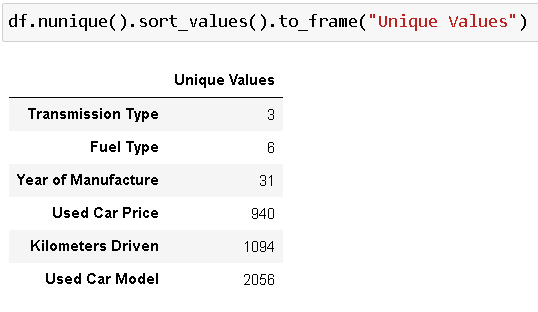 df.nunique().sort_values().to_frame("Unique Values")
Unique Values
Transmission Type 3
Fuel Type 6
Year of Manufacture 31
Used Car Price 940
Kilometers Driven 1094
Used Car Model 2056